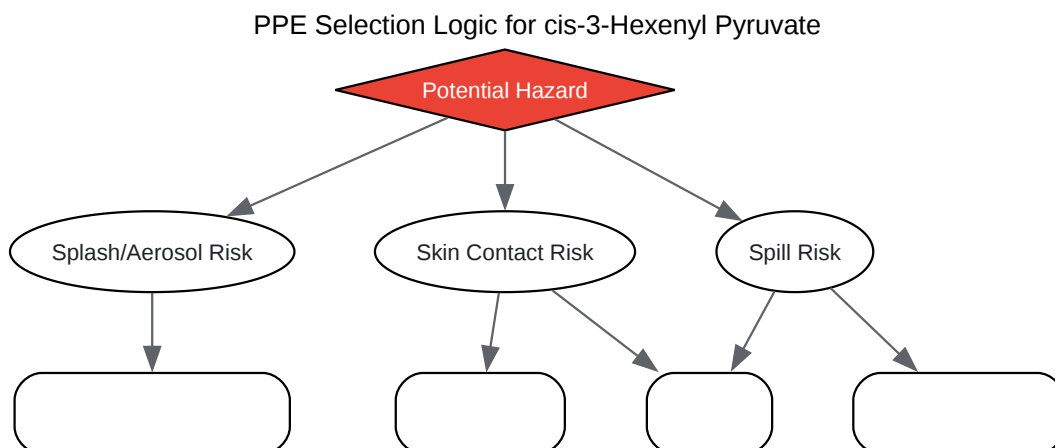 PPE Selection Logic for cis-3-Hexenyl Pyruvate
Potential Hazard
Splash/Aerosol Risk
Skin Contact Risk
Spill Risk